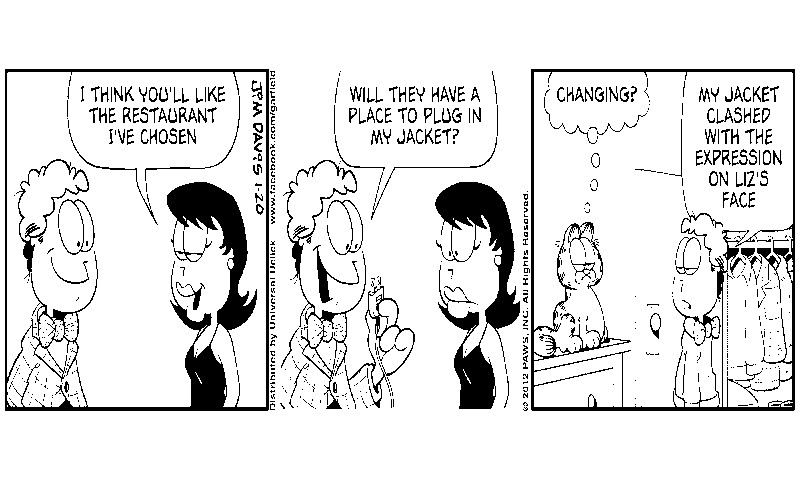 I THINK YOU'LL LIKE
THE RESTAURANT
I'VE CHOSEN
JIM DAVIS 1-20
Distributed by Universal Uclick
www.facebook.com/garfield
WILL THEY HAVE A
PLACE TO PLUG IN
MY JACKET?
© 2012 PAWS, INC. All Rights Reserved.
CHANGING?
MY JACKET
CLASHED
WITH THE
EXPRESSION
ON LIZ'S
FACE